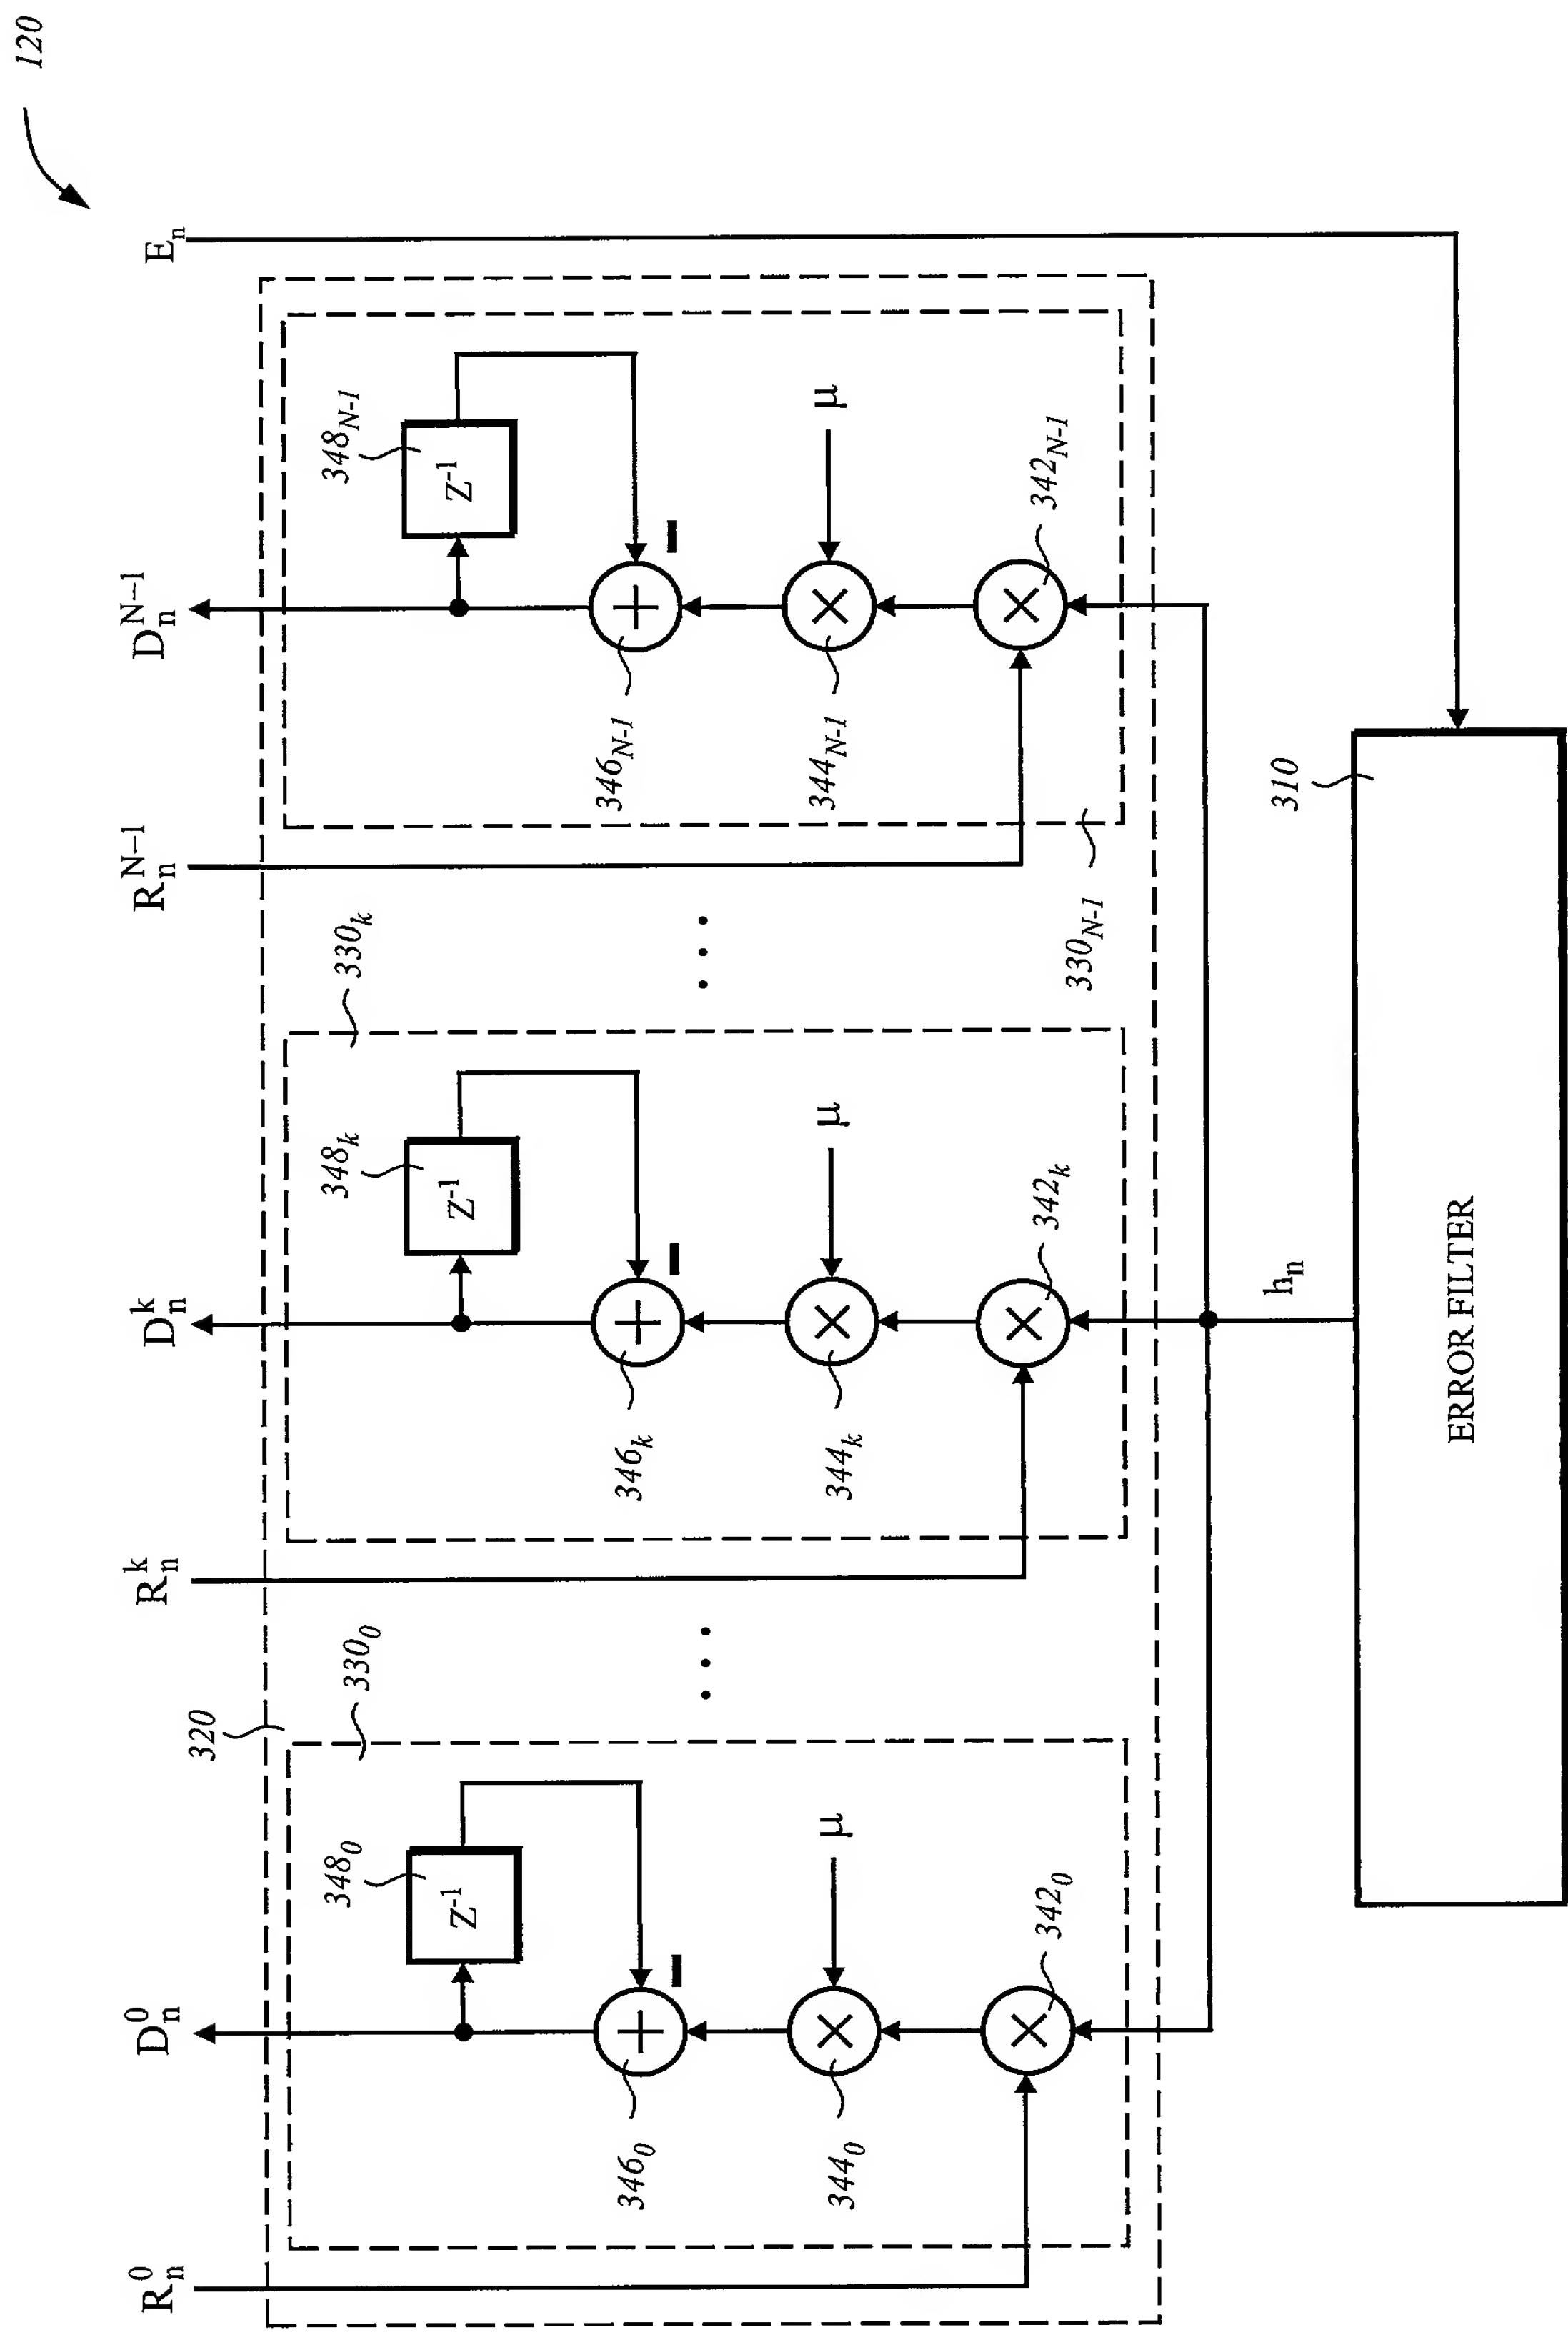 120
E_n
D_n^{N–1}
R_n^{N–1}
D_n^k
R_n^k
D_n^0
R_n^0
348_{N-1}
Z^{-1}
–
346_{N-1}
μ
344_{N-1}
342_{N-1}
330_{N-1}
...
330_k
348_k
Z^{-1}
–
346_k
μ
344_k
342_k
...
320
330_0
348_0
Z^{-1}
–
346_0
μ
344_0
342_0
h_n
310
ERROR FILTER